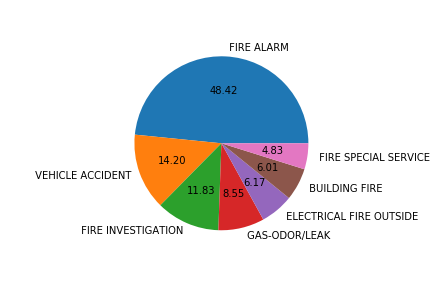 FIRE ALARM
48.42
VEHICLE ACCIDENT
14.20
FIRE INVESTIGATION
11.83
GAS-ODOR/LEAK
8.55
ELECTRICAL FIRE OUTSIDE
6.17
BUILDING FIRE
6.01
FIRE SPECIAL SERVICE
4.83